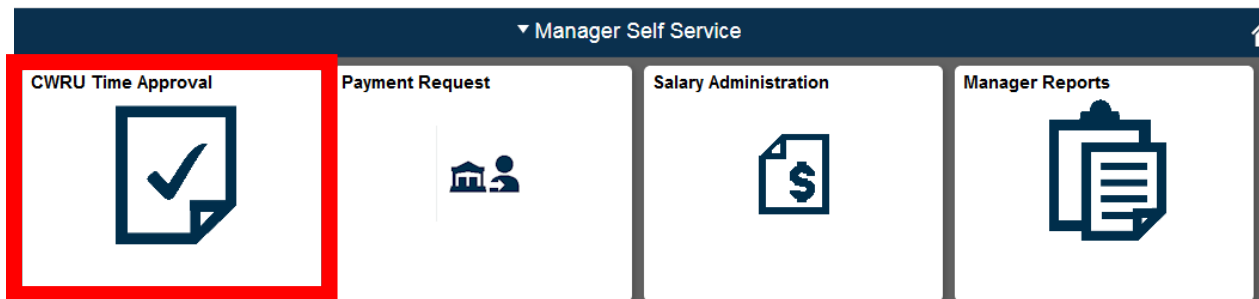 Manager Self Service
CWRU Time Approval
Payment Request
Salary Administration
Manager Reports
$